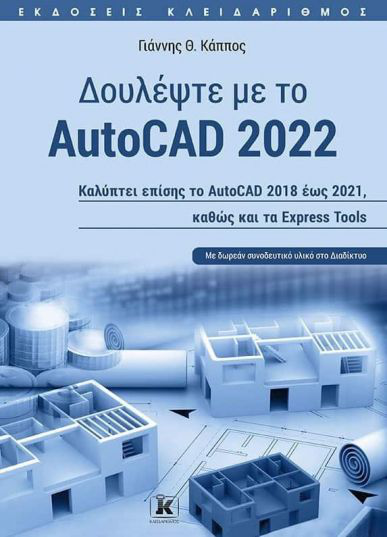 ΕΚΔΟΣΕΙΣ ΚΛΕΙΔΑΡΙΘΜΟΣ
Γιάννης Θ. Κάππος
Δουλέψτε με το
AutoCAD 2022
Καλύπτει επίσης το AutoCAD 2018 έως 2021,
καθώς και τα Express Tools
Με δωρεάν συνοδευτικό υλικό στο Διαδίκτυο
Κ
ΚΛΕΙΔΑΡΙΘΜΟΣ